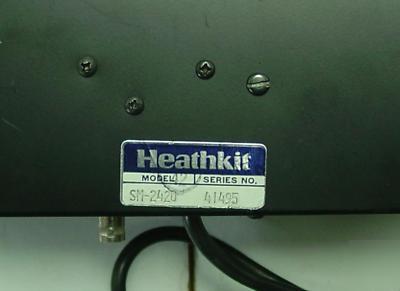 Heathkit
MODEL SERIES NO.
SM-2420 41495